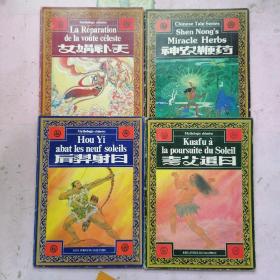 Mythologie chinoise
La Réparation
de la voûte céleste
女娲补天
Chinese Tale Series
Shen Nong's
Miracle Herbs
神农鞭药
Mythologie chinoise
Hou Yi
abat les neuf soleils
后羿射日
Mythologie chinoise
Kuafu à
la poursuite du Soleil
夸父追日